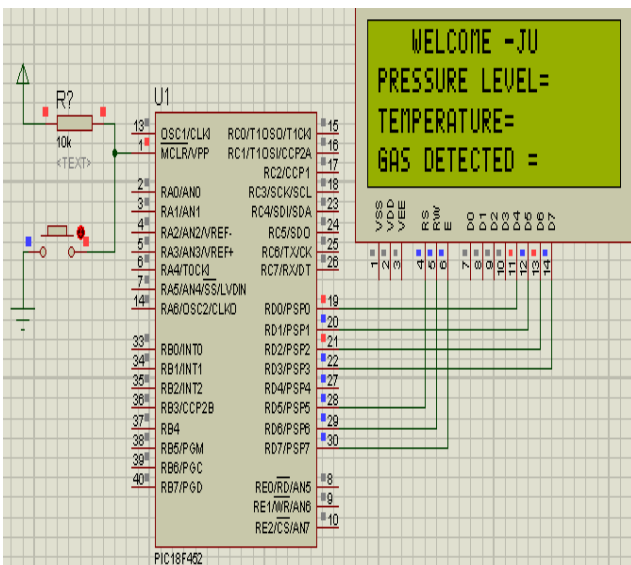 WELCOME -JU
PRESSURE LEVEL=
TEMPERATURE=
GAS DETECTED =
R?
10k
<TEXT>
U1
13 OSC1/CLKI RC0/T1OSO/T1CKI 15
1 MCLR/VPP RC1/T1OSI/CCP2A 16
RC2/CCP1 17
2 RA0/AN0 RC3/SCK/SCL 18
3 RA1/AN1 RC4/SDI/SDA 23
4 RA2/AN2/VREF- RC5/SDO 24
5 RA3/AN3/VREF+ RC6/TX/CK 25
6 RA4/T0CKI RC7/RX/DT 26
7 RA5/AN4/SS/LVDIN
14 RA6/OSC2/CLKO RD0/PSP0 19
RD1/PSP1 20
33 RB0/INT0 RD2/PSP2 21
34 RB1/INT1 RD3/PSP3 22
35 RB2/INT2 RD4/PSP4 27
36 RB3/CCP2B RD5/PSP5 28
37 RB4 RD6/PSP6 29
38 RB5/PGM RD7/PSP7 30
39 RB6/PGC
40 RB7/PGD RE0/RD/AN5 8
RE1/WR/AN6 9
RE2/CS/AN7 10
PIC18F452
VSS VDD VEE RS RW E D0 D1 D2 D3 D4 D5 D6 D7
1 2 3 4 5 6 7 8 9 10 11 12 13 14